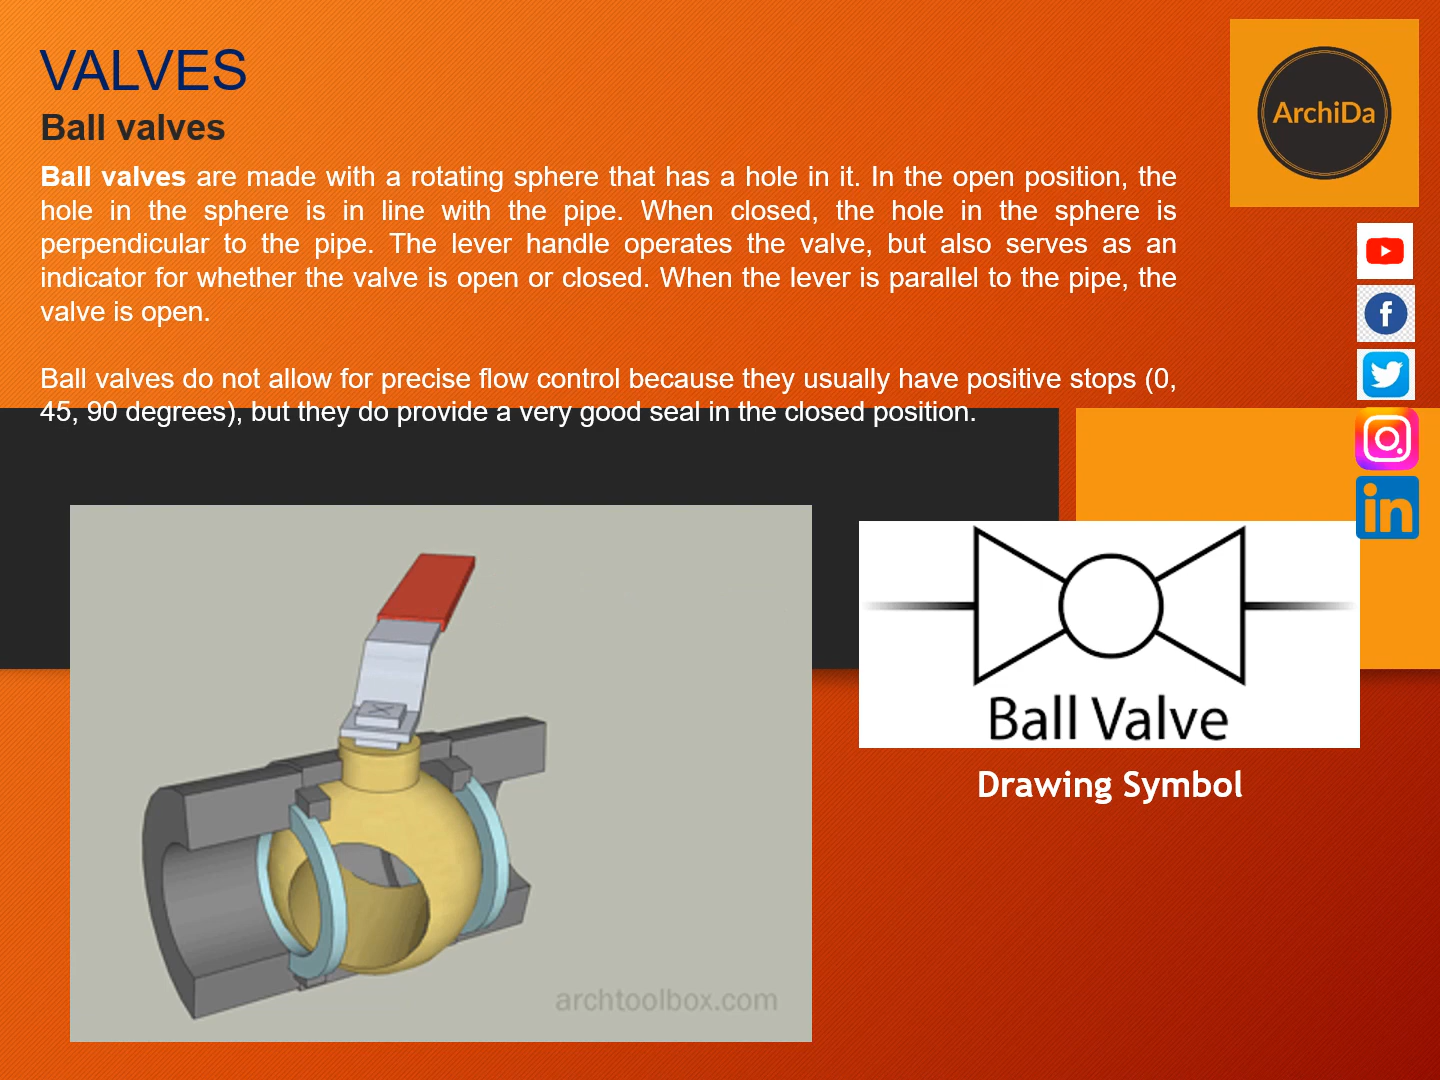 VALVES
Ball valves
Ball valves are made with a rotating sphere that has a hole in it. In the open position, the
hole in the sphere is in line with the pipe. When closed, the hole in the sphere is
perpendicular to the pipe. The lever handle operates the valve, but also serves as an
indicator for whether the valve is open or closed. When the lever is parallel to the pipe, the
valve is open.
Ball valves do not allow for precise flow control because they usually have positive stops (0,
45, 90 degrees), but they do provide a very good seal in the closed position.
ArchiDa
f
in
Ball Valve
Drawing Symbol
archtoolbox.com